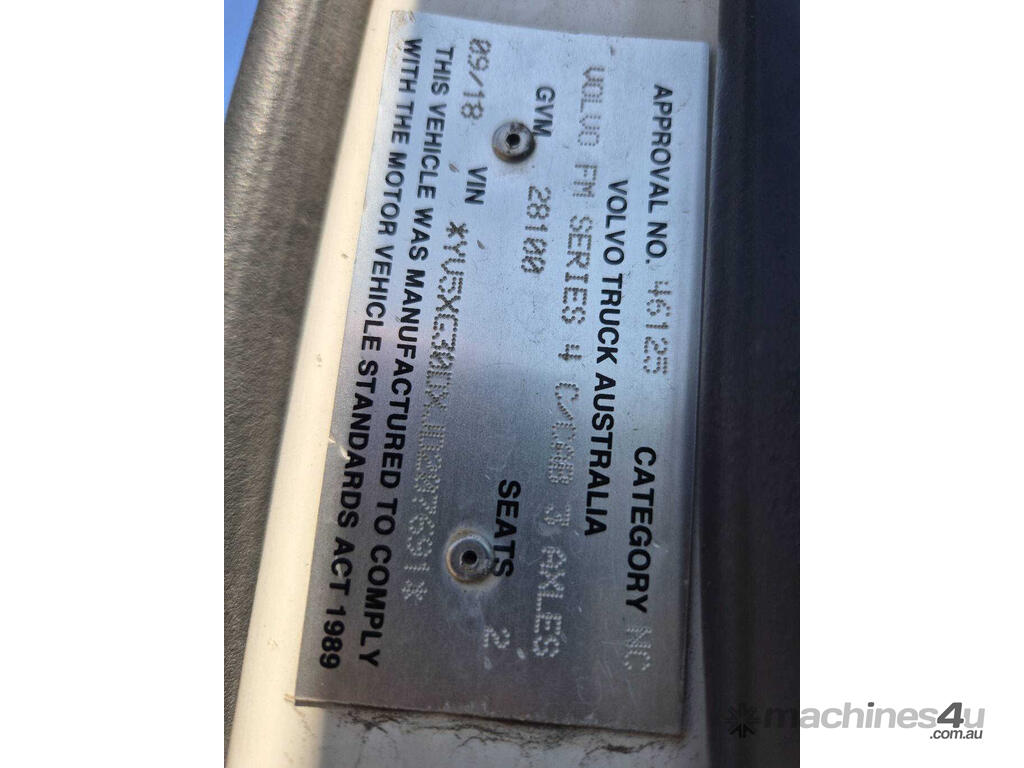 APPROVAL NO. 46125 CATEGORY NC
VOLVO TRUCK AUSTRALIA
VOLVO FM SERIES 4 C/CAB 3 AXLES
GVM 28100 SEATS 2
09/18 VIN
THIS VEHICLE WAS MANUFACTURED TO COMPLY
WITH THE MOTOR VEHICLE STANDARDS ACT 1989
machines4u
.com.au